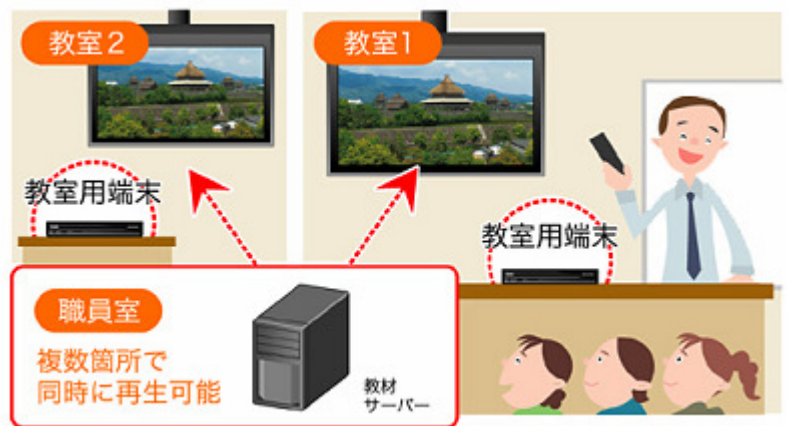 教室2
教室1
教室用端末
教室用端末
職員室
複数箇所で
同時に再生可能
教材
サーバー